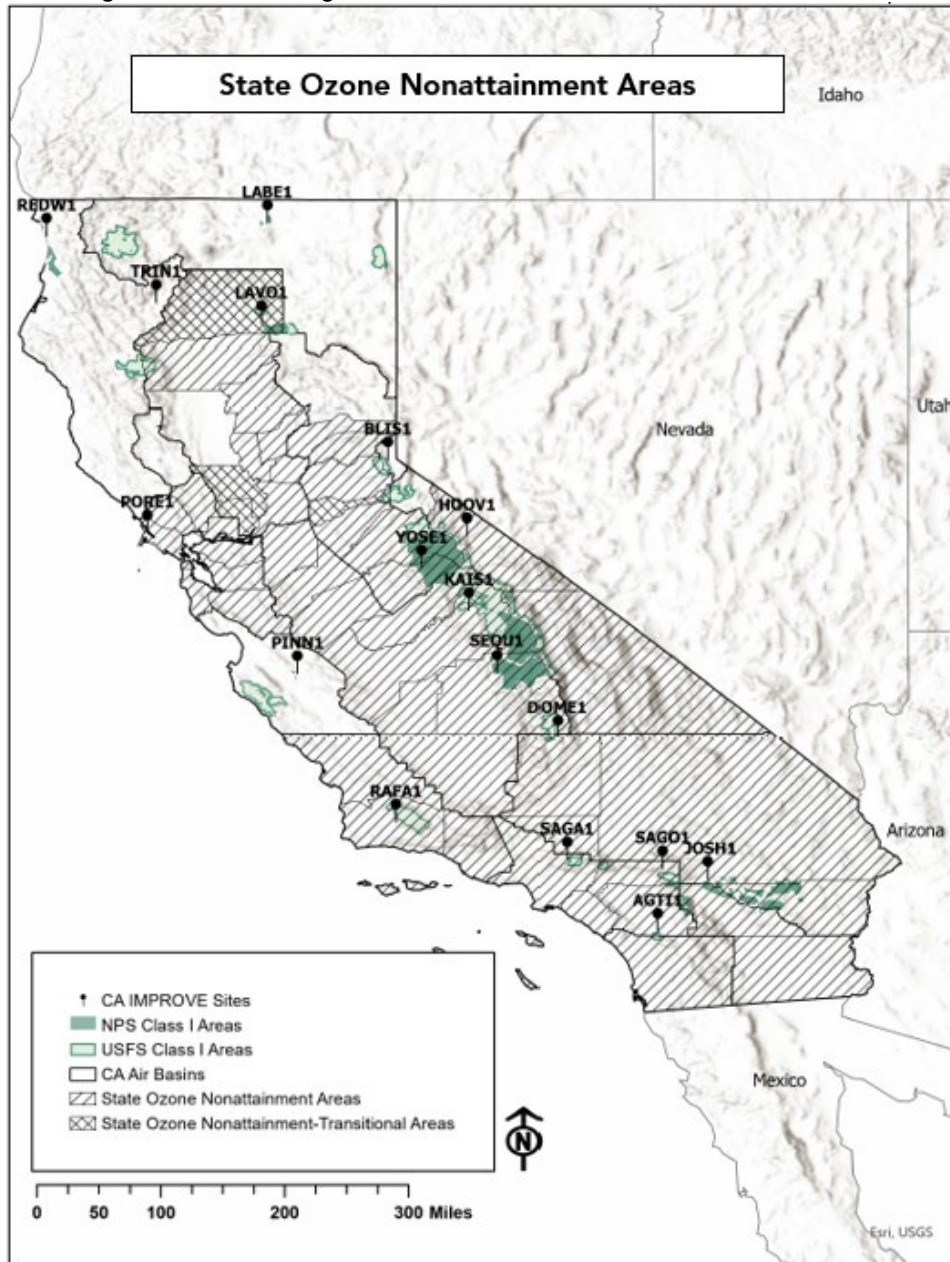 State Ozone Nonattainment Areas
Idaho
LABE1
REDW1
TRIN1
LAVO1
Utah
Nevada
BLIS1
PORE1
HOOV1
YOSE1
KAIS1
PINN1
SEQU1
DOME1
RAFA1
Arizona
SAGA1
SAGO1
JOSH1
AGTI1
CA IMPROVE Sites
NPS Class I Areas
USFS Class I Areas
CA Air Basins
State Ozone Nonattainment Areas
State Ozone Nonattainment-Transitional Areas
Mexico
N
0 50 100 200 300 Miles
Esri, USGS